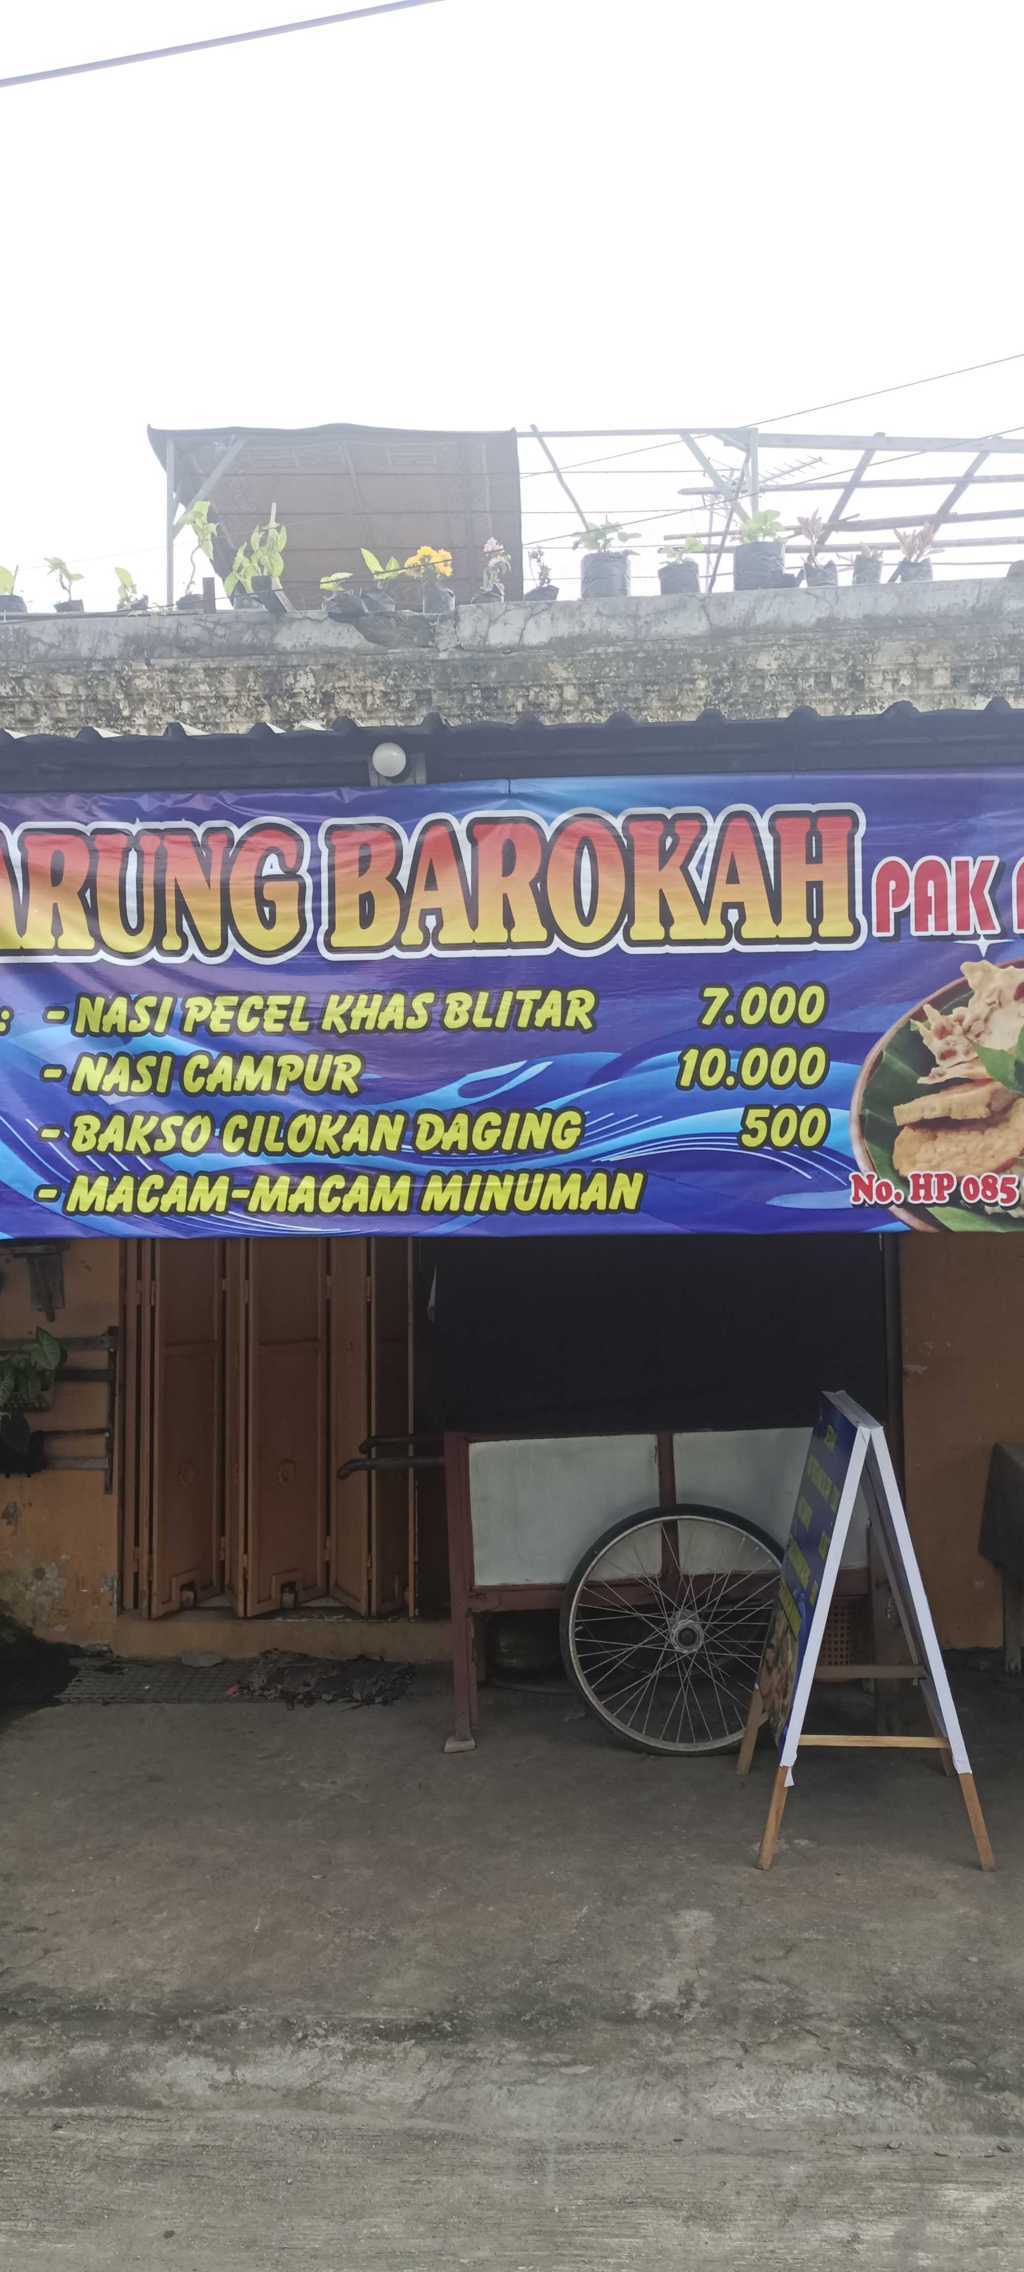 ARUNG BAROKAH PAK
: - NASI PECEL KHAS BLITAR 7.000
- NASI CAMPUR 10.000
- BAKSO CILOKAN DAGING 500
- MACAM-MACAM MINUMAN
No. HP 085